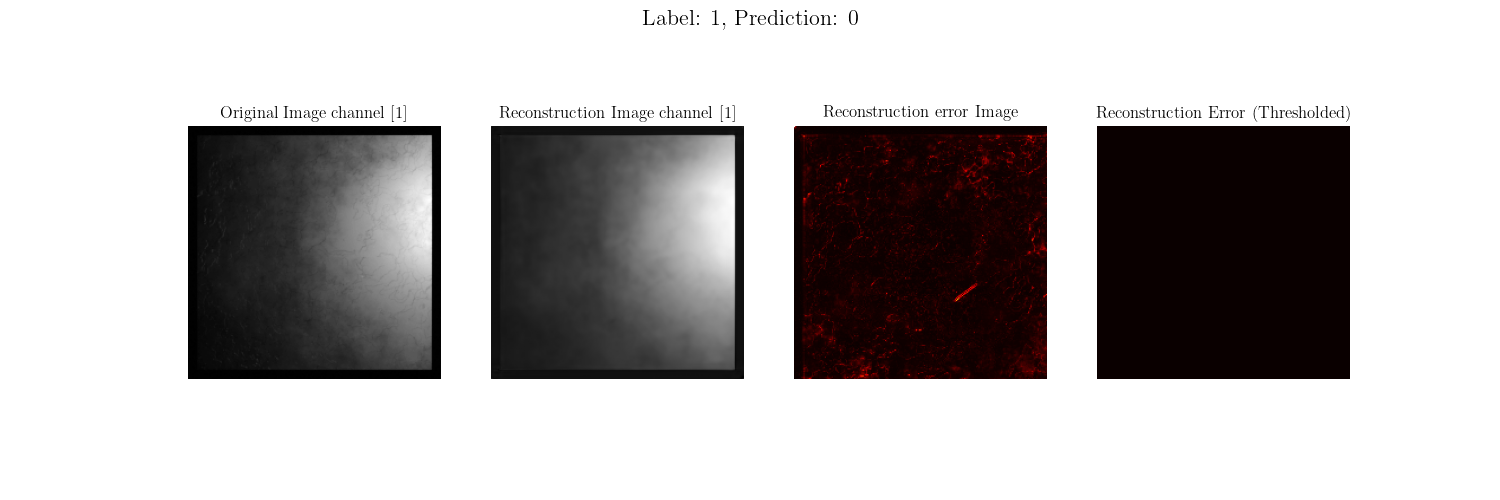 Label: 1, Prediction: 0
Original Image channel [1]
Reconstruction Image channel [1]
Reconstruction error Image
Reconstruction Error (Thresholded)